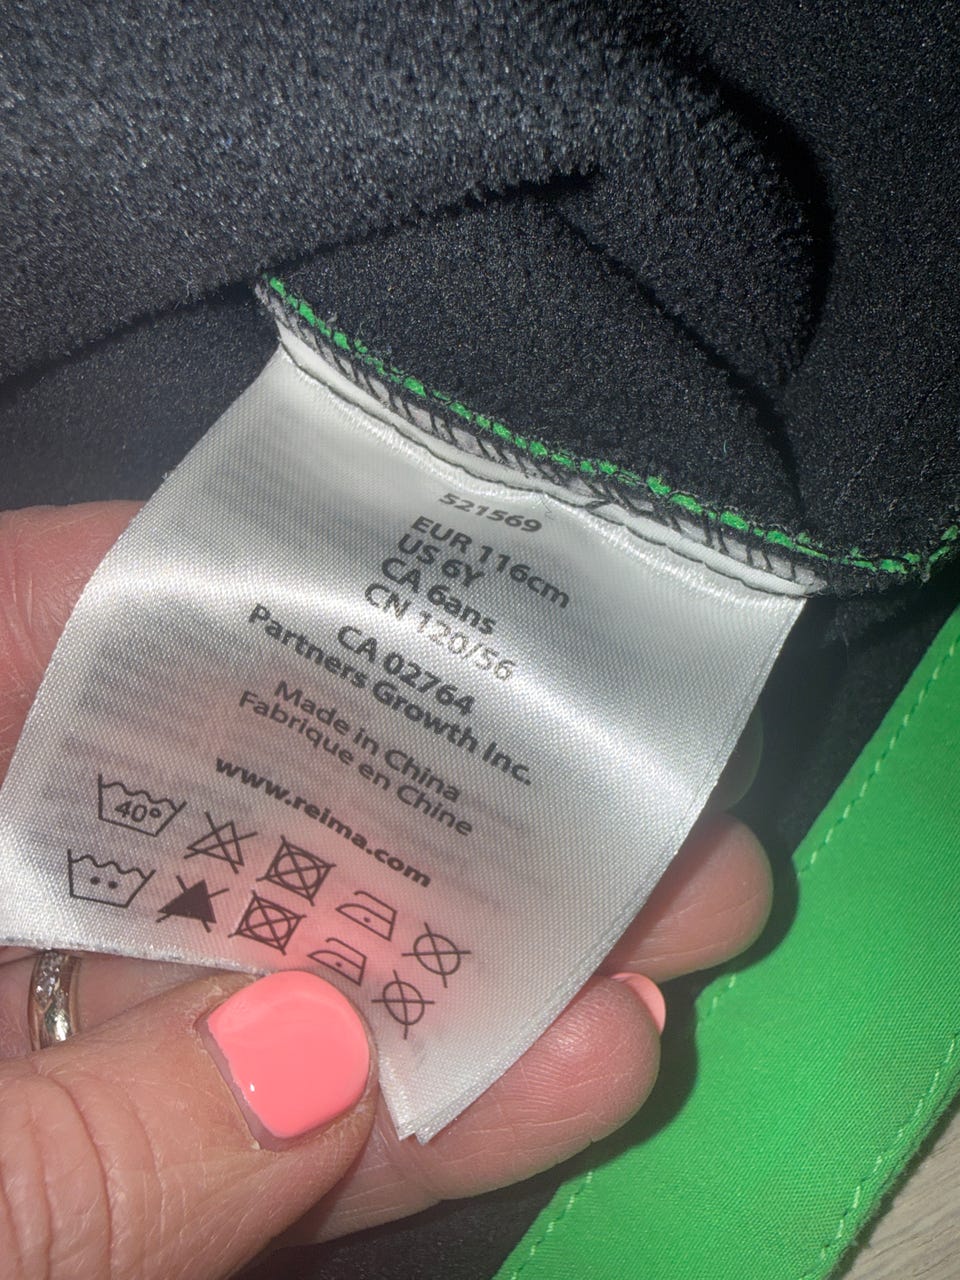 521569
EUR 116cm
US 6Y
CA 6ans
CN 120/56
CA 02764
Partners Growth Inc.
Made in China
Fabrique en Chine
www.reima.com
40°